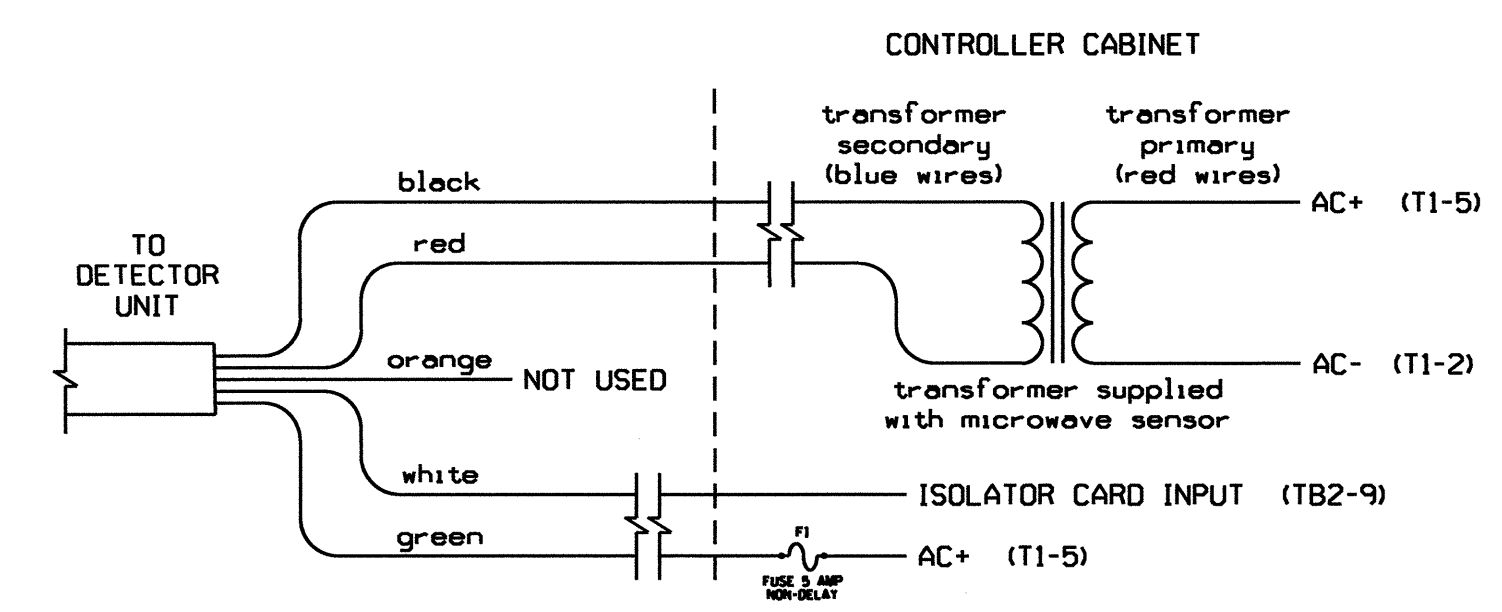 CONTROLLER CABINET
transformer
secondary
(blue wires)
transformer
primary
(red wires)
black
AC+ (T1-5)
red
TO
DETECTOR
UNIT
orange
NOT USED
AC- (T1-2)
transformer supplied
with microwave sensor
white
ISOLATOR CARD INPUT (TB2-9)
green
F1
AC+ (T1-5)
FUSE 5 AMP
NON-DELAY